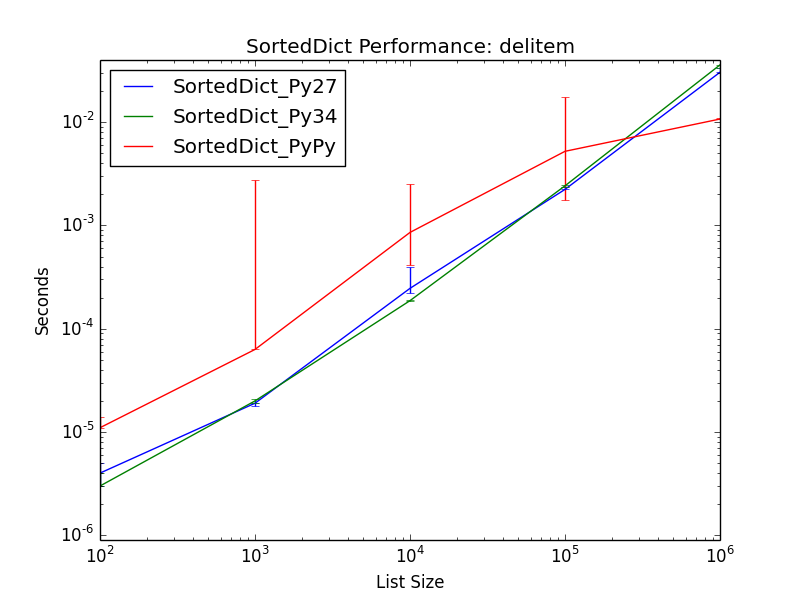 SortedDict Performance: delitem
SortedDict_Py27
SortedDict_Py34
SortedDict_PyPy
10^-2
10^-3
10^-4
10^-5
10^-6
Seconds
10^2 10^3 10^4 10^5 10^6
List Size